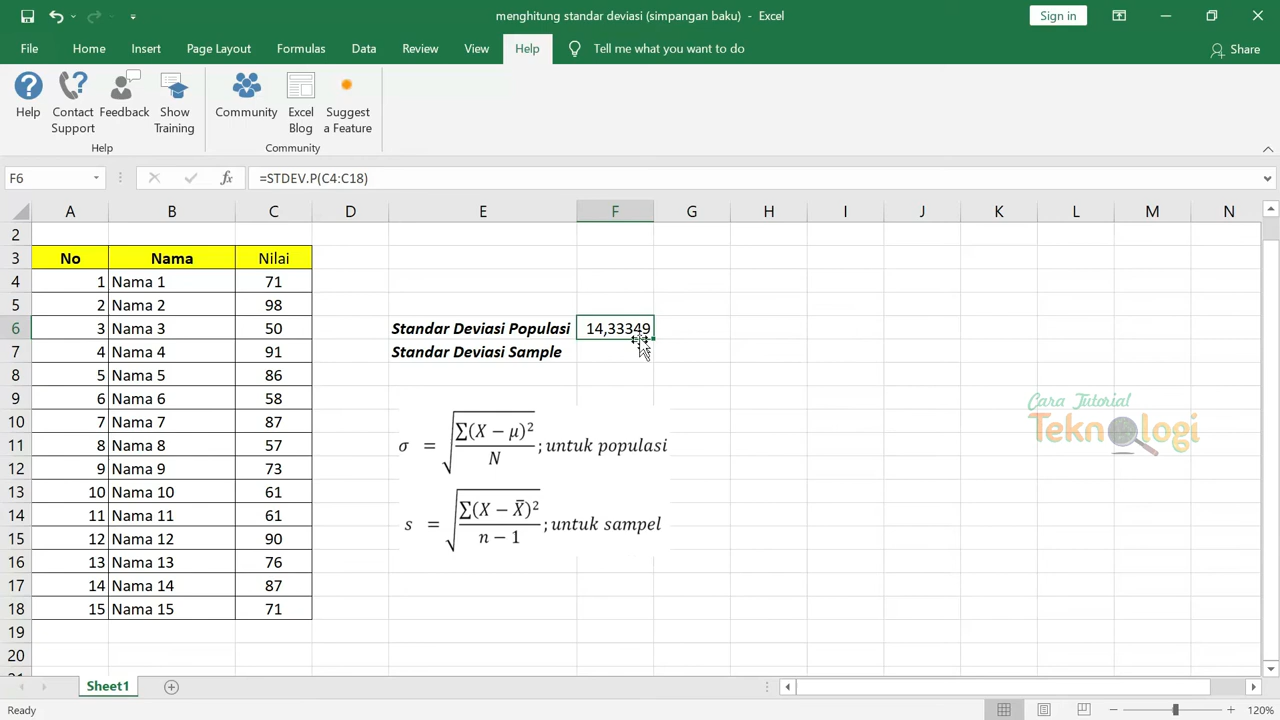 menghitung standar deviasi (simpangan baku) - Excel
Sign in
File Home Insert Page Layout Formulas Data Review View Help Tell me what you want to do Share
Help Contact Support Feedback Show Training Community Excel Blog Suggest a Feature
Help Community
F6 fx =STDEV.P(C4:C18)
A B C D E F G H I J K L M N
2
3 No Nama Nilai
4 1 Nama 1 71
5 2 Nama 2 98
6 3 Nama 3 50 Standar Deviasi Populasi 14,33349
7 4 Nama 4 91 Standar Deviasi Sample
8 5 Nama 5 86
9 6 Nama 6 58
10 7 Nama 7 87
11 8 Nama 8 57
12 9 Nama 9 73
13 10 Nama 10 61
14 11 Nama 11 61
15 12 Nama 12 90
16 13 Nama 13 76
17 14 Nama 14 87
18 15 Nama 15 71
19
20
σ = √(∑(X − μ)² / N) ; untuk populasi
s = √(∑(X − X̄)² / n − 1) ; untuk sampel
Cara Tutorial
Teknologi
Sheet1
Ready 120%